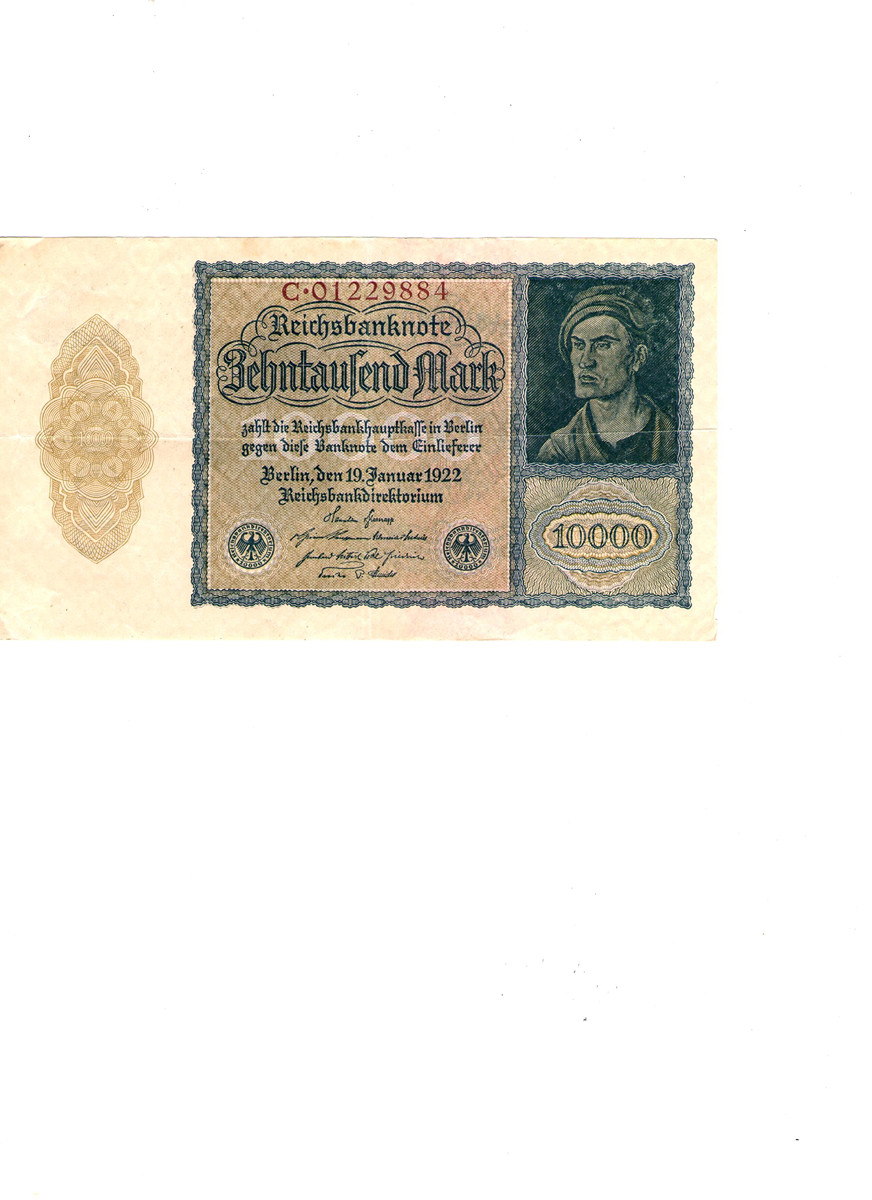 C·01229884
Reichsbanknote
Zehntausend Mark
10000
zahlt die Reichsbankhauptkasse in Berlin
gegen diese Banknote dem Einlieferer
Berlin, den 19. Januar 1922
Reichsbankdirektorium
10000